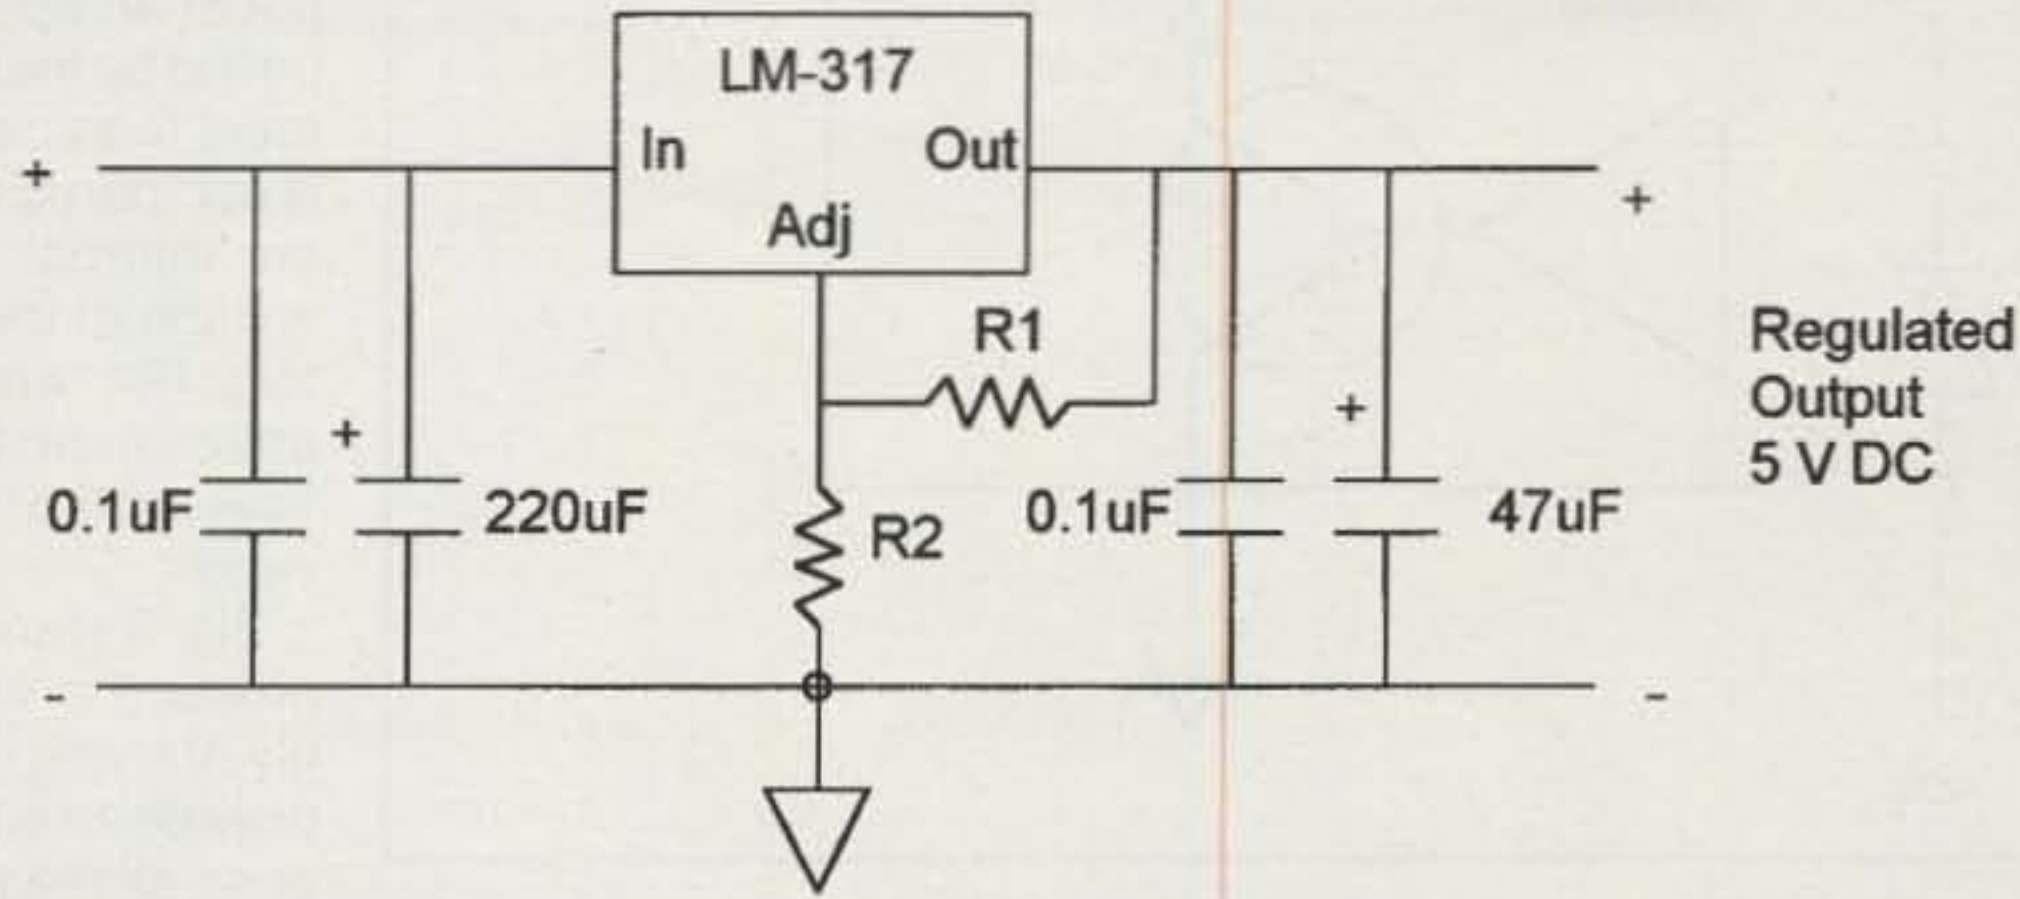 LM-317
In
Out
Adj
+
+
R1
+
+
0.1uF
220uF
R2
0.1uF
47uF
Regulated
Output
5 V DC
-
-